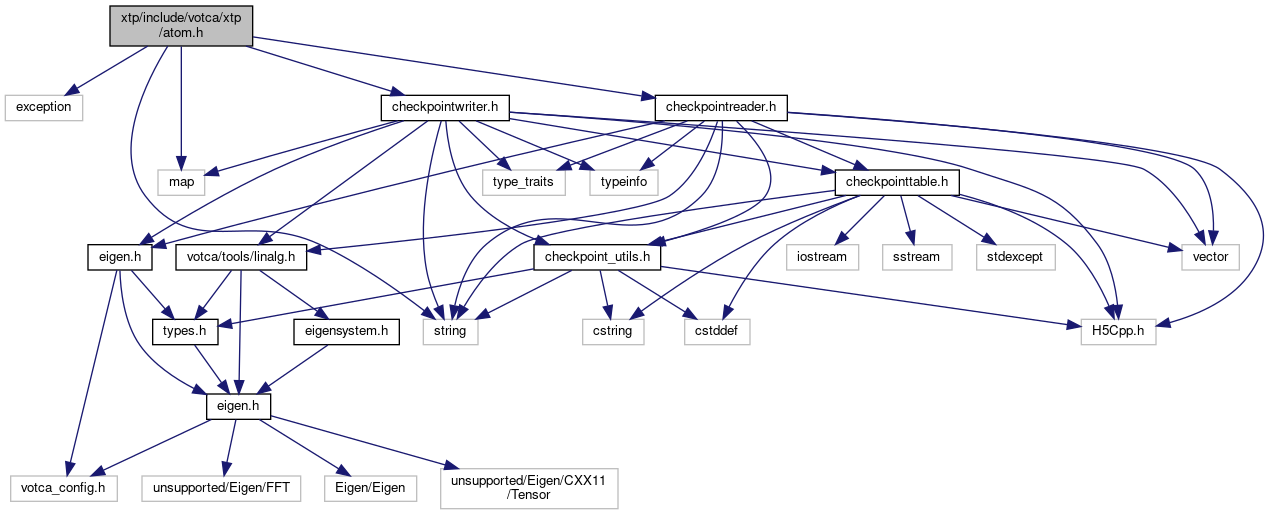 xtp/include/votca/xtp
/atom.h
exception
checkpointwriter.h
checkpointreader.h
map
type_traits
typeinfo
checkpointtable.h
eigen.h
votca/tools/linalg.h
checkpoint_utils.h
iostream
sstream
stdexcept
vector
types.h
eigensystem.h
string
cstring
cstddef
H5Cpp.h
eigen.h
votca_config.h
unsupported/Eigen/FFT
Eigen/Eigen
unsupported/Eigen/CXX11
/Tensor